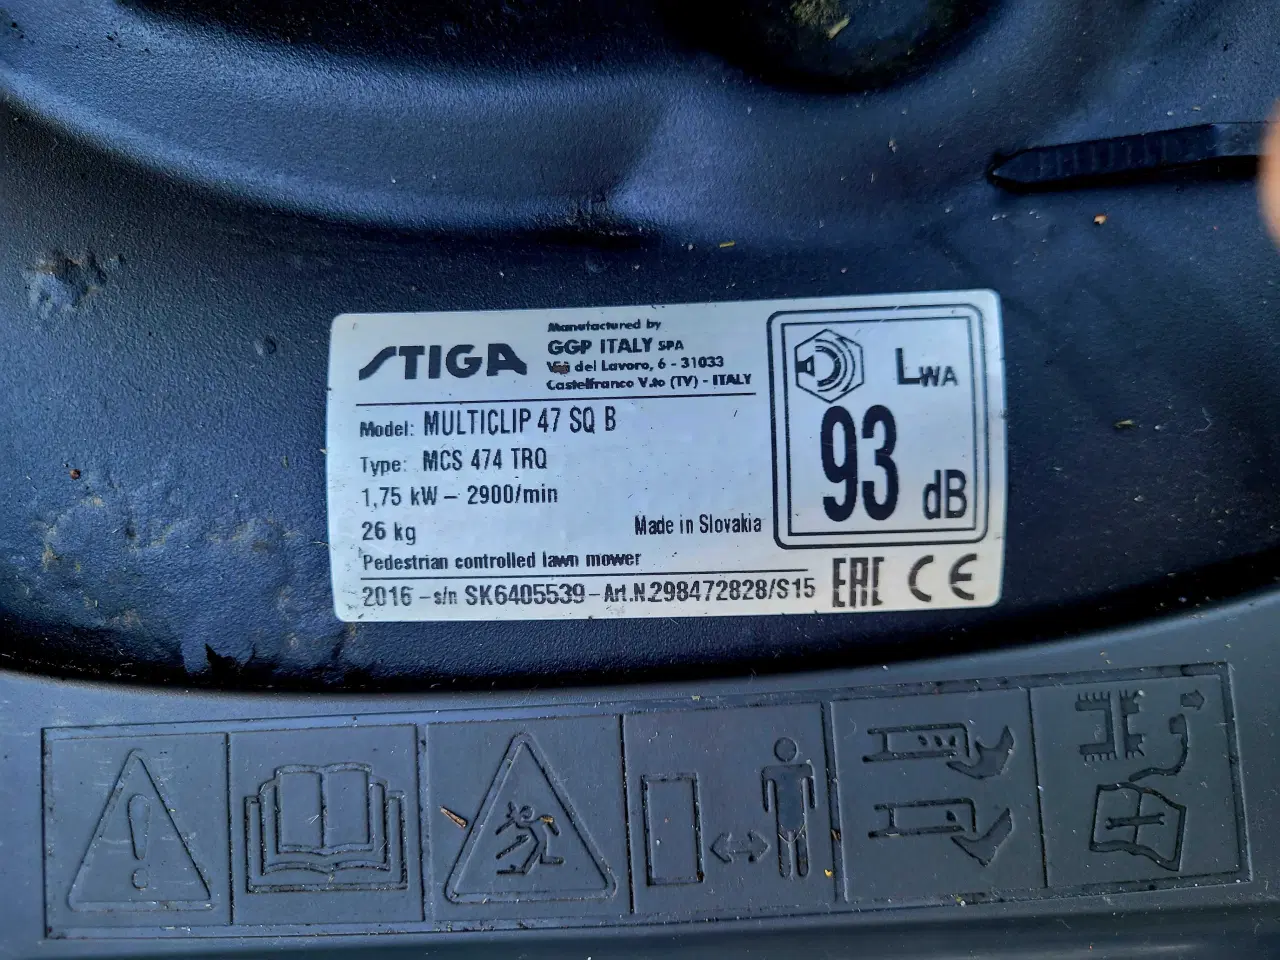 STIGA
Manufactured by
GGP ITALY SPA
Via del Lavoro, 6 - 31033
Castelfranco V.to (TV) - ITALY
Model: MULTICLIP 47 SQ B
Type: MCS 474 TRQ
1,75 kW - 2900/min
26 kg
Made in Slovakia
Pedestrian controlled lawn mower
2016 - s/n SK6405539 - Art.N.298472828/S15
LWA
93 dB
EAC CE